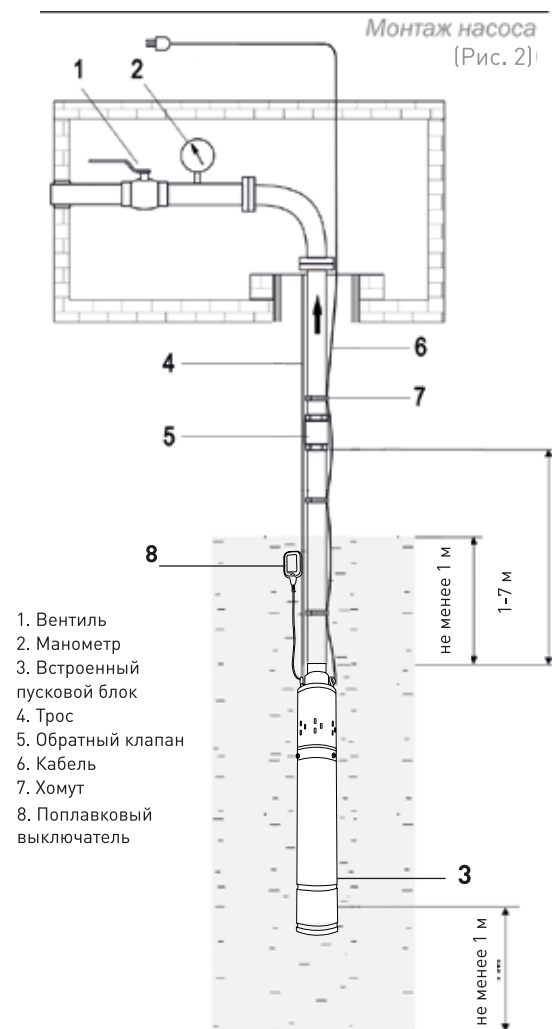 Монтаж насоса
(Рис. 2)
1
2
4
6
7
5
8
не менее 1 м
1-7 м
1. Вентиль
2. Манометр
3. Встроенный
пусковой блок
4. Трос
5. Обратный клапан
6. Кабель
7. Хомут
8. Поплавковый
выключатель
3
не менее 1 м